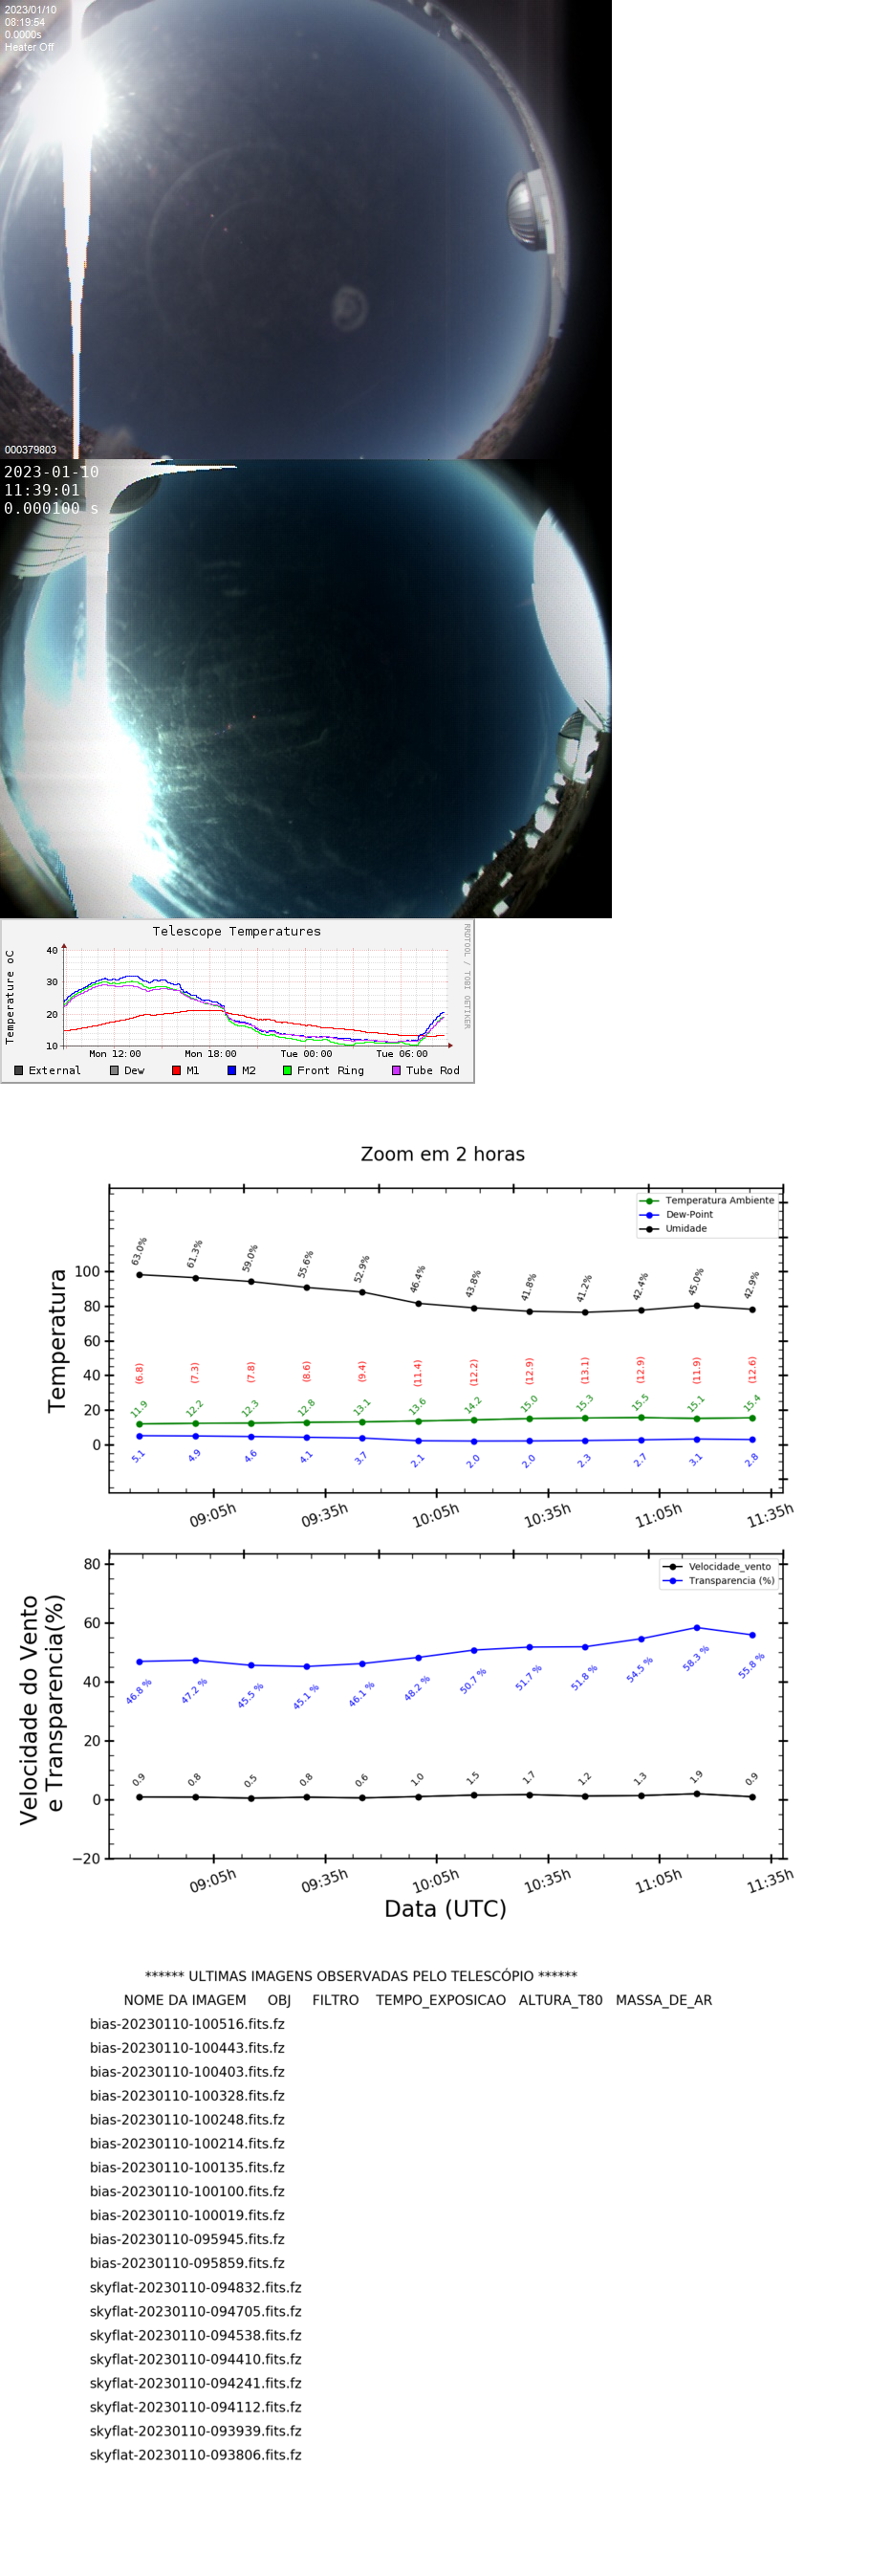 2023/01/10
08:19:54
0.0000s
Heater Off
000379803
2023-01-10
11:39:01
0.000100 s
Telescope Temperatures
RRDTOOL / TOBI OETIKER
Temperature oC
40
30
20
10
Mon 12:00 Mon 18:00 Tue 00:00 Tue 06:00
External Dew M1 M2 Front Ring Tube Rod
Zoom em 2 horas
Temperatura Ambiente
Dew-Point
Umidade
Temperatura
100
80
60
40
20
0
63.0% 61.3% 59.0% 55.6% 52.9% 46.4% 43.8% 41.8% 41.2% 42.4% 45.0% 42.9%
(6.8) (7.3) (7.8) (8.6) (9.4) (11.4) (12.2) (12.9) (13.1) (12.9) (11.9) (12.6)
11.9 12.2 12.3 12.8 13.1 13.6 14.2 15.0 15.3 15.5 15.1 15.4
5.1 4.9 4.6 4.1 3.7 2.1 2.0 2.0 2.3 2.7 3.1 2.8
09:05h 09:35h 10:05h 10:35h 11:05h 11:35h
Velocidade_vento
Transparencia (%)
Velocidade do Vento
e Transparencia(%)
80
60
40
20
0
−20
46.8 % 47.2 % 45.5 % 45.1 % 46.1 % 48.2 % 50.7 % 51.7 % 51.8 % 54.5 % 58.3 % 55.8 %
0.9 0.8 0.5 0.8 0.6 1.0 1.5 1.7 1.2 1.3 1.9 0.9
09:05h 09:35h 10:05h 10:35h 11:05h 11:35h
Data (UTC)
****** ULTIMAS IMAGENS OBSERVADAS PELO TELESCÓPIO ******
NOME DA IMAGEM OBJ FILTRO TEMPO_EXPOSICAO ALTURA_T80 MASSA_DE_AR
bias-20230110-100516.fits.fz
bias-20230110-100443.fits.fz
bias-20230110-100403.fits.fz
bias-20230110-100328.fits.fz
bias-20230110-100248.fits.fz
bias-20230110-100214.fits.fz
bias-20230110-100135.fits.fz
bias-20230110-100100.fits.fz
bias-20230110-100019.fits.fz
bias-20230110-095945.fits.fz
bias-20230110-095859.fits.fz
skyflat-20230110-094832.fits.fz
skyflat-20230110-094705.fits.fz
skyflat-20230110-094538.fits.fz
skyflat-20230110-094410.fits.fz
skyflat-20230110-094241.fits.fz
skyflat-20230110-094112.fits.fz
skyflat-20230110-093939.fits.fz
skyflat-20230110-093806.fits.fz